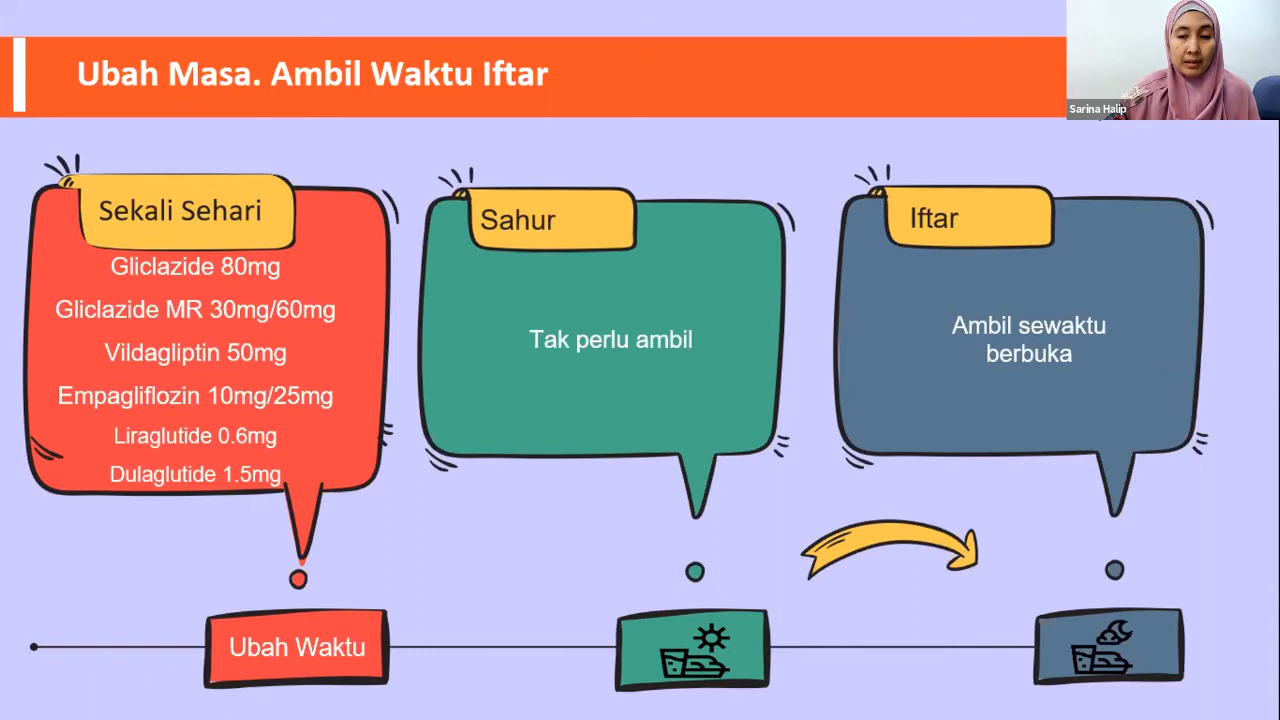 Ubah Masa. Ambil Waktu Iftar
Sarina Halip
Sekali Sehari
Gliclazide 80mg
Gliclazide MR 30mg/60mg
Vildagliptin 50mg
Empagliflozin 10mg/25mg
Liraglutide 0.6mg
Dulaglutide 1.5mg
Sahur
Tak perlu ambil
Iftar
Ambil sewaktu
berbuka
Ubah Waktu